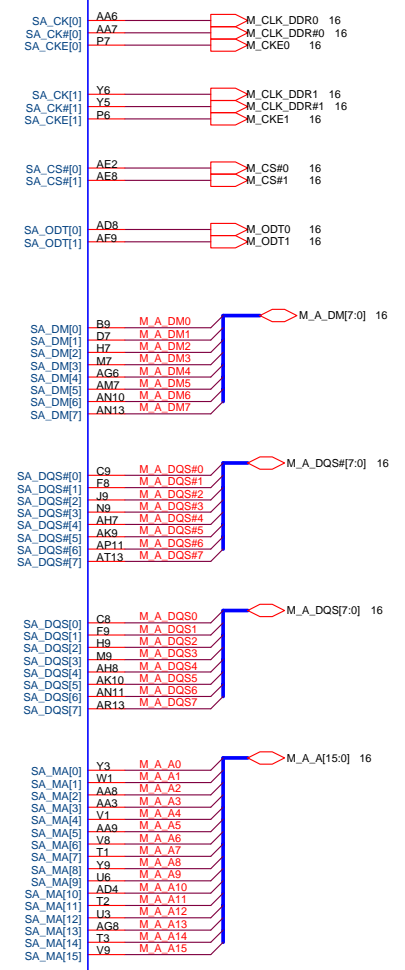 SA_CK[0] AA6 M_CLK_DDR0 16
SA_CK#[0] AA7 M_CLK_DDR#0 16
SA_CKE[0] P7 M_CKE0 16
SA_CK[1] Y6 M_CLK_DDR1 16
SA_CK#[1] Y5 M_CLK_DDR#1 16
SA_CKE[1] P6 M_CKE1 16
SA_CS#[0] AE2 M_CS#0 16
SA_CS#[1] AE8 M_CS#1 16
SA_ODT[0] AD8 M_ODT0 16
SA_ODT[1] AF9 M_ODT1 16
M_A_DM[7:0] 16
SA_DM[0] B9 M_A_DM0
SA_DM[1] D7 M_A_DM1
SA_DM[2] H7 M_A_DM2
SA_DM[3] M7 M_A_DM3
SA_DM[4] AG6 M_A_DM4
SA_DM[5] AM7 M_A_DM5
SA_DM[6] AN10 M_A_DM6
SA_DM[7] AN13 M_A_DM7
M_A_DQS#[7:0] 16
SA_DQS#[0] C9 M_A_DQS#0
SA_DQS#[1] F8 M_A_DQS#1
SA_DQS#[2] J9 M_A_DQS#2
SA_DQS#[3] N9 M_A_DQS#3
SA_DQS#[4] AH7 M_A_DQS#4
SA_DQS#[5] AK9 M_A_DQS#5
SA_DQS#[6] AP11 M_A_DQS#6
SA_DQS#[7] AT13 M_A_DQS#7
M_A_DQS[7:0] 16
SA_DQS[0] C8 M_A_DQS0
SA_DQS[1] F9 M_A_DQS1
SA_DQS[2] H9 M_A_DQS2
SA_DQS[3] M9 M_A_DQS3
SA_DQS[4] AH8 M_A_DQS4
SA_DQS[5] AK10 M_A_DQS5
SA_DQS[6] AN11 M_A_DQS6
SA_DQS[7] AR13 M_A_DQS7
M_A_A[15:0] 16
SA_MA[0] Y3 M_A_A0
SA_MA[1] W1 M_A_A1
SA_MA[2] AA8 M_A_A2
SA_MA[3] AA3 M_A_A3
SA_MA[4] V1 M_A_A4
SA_MA[5] AA9 M_A_A5
SA_MA[6] V8 M_A_A6
SA_MA[7] T1 M_A_A7
SA_MA[8] Y9 M_A_A8
SA_MA[9] U6 M_A_A9
SA_MA[10] AD4 M_A_A10
SA_MA[11] T2 M_A_A11
SA_MA[12] U3 M_A_A12
SA_MA[13] AG8 M_A_A13
SA_MA[14] T3 M_A_A14
SA_MA[15] V9 M_A_A15